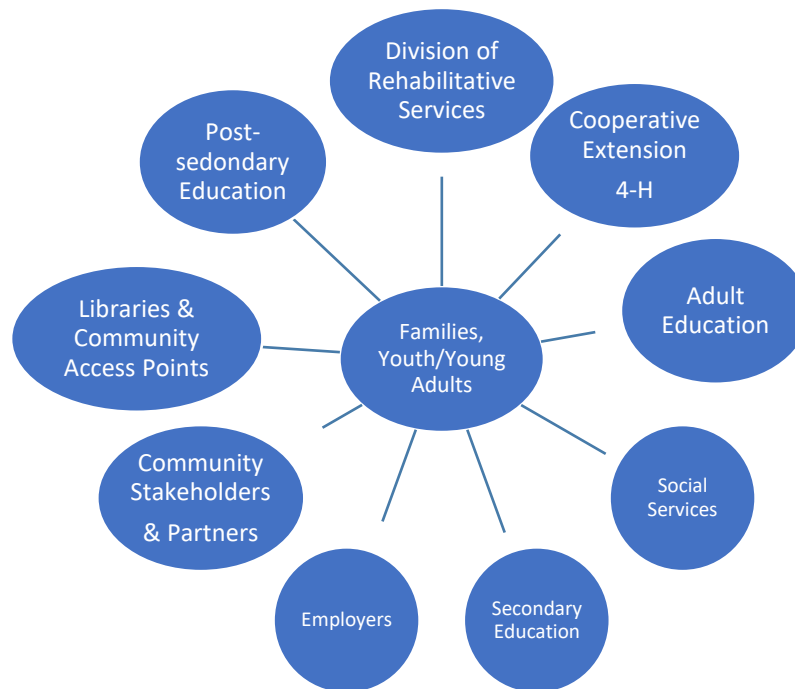 Division of
Rehabilitative
Services
Cooperative
Extension
4-H
Adult
Education
Social
Services
Secondary
Education
Employers
Community
Stakeholders
& Partners
Libraries &
Community
Access Points
Post-
sedondary
Education
Families,
Youth/Young
Adults